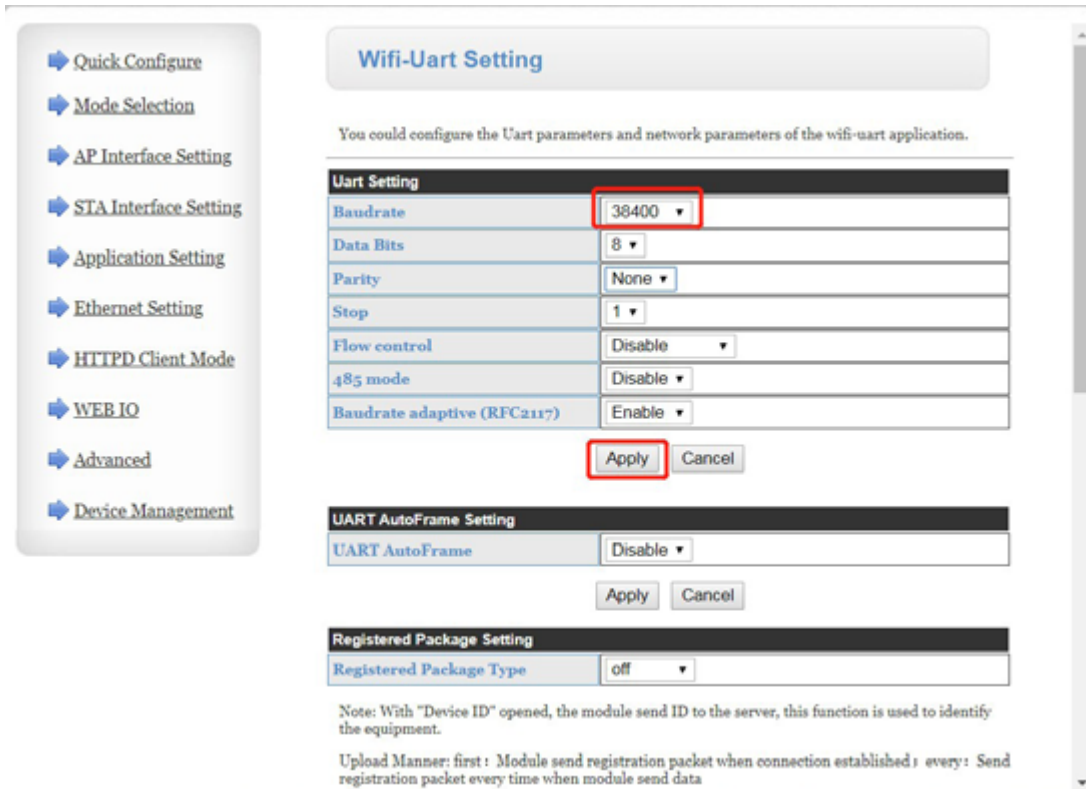 Quick Configure
Mode Selection
AP Interface Setting
STA Interface Setting
Application Setting
Ethernet Setting
HTTPD Client Mode
WEB IO
Advanced
Device Management
Wifi-Uart Setting
You could configure the Uart parameters and network parameters of the wifi-uart application.
Uart Setting
Baudrate 38400
Data Bits 8
Parity None
Stop 1
Flow control Disable
485 mode Disable
Baudrate adaptive (RFC2117) Enable
Apply Cancel
UART AutoFrame Setting
UART AutoFrame Disable
Apply Cancel
Registered Package Setting
Registered Package Type off
Note: With "Device ID" opened, the module send ID to the server, this function is used to identify
the equipment.
Upload Manner: first：Module send registration packet when connection established；every：Send
registration packet every time when module send data